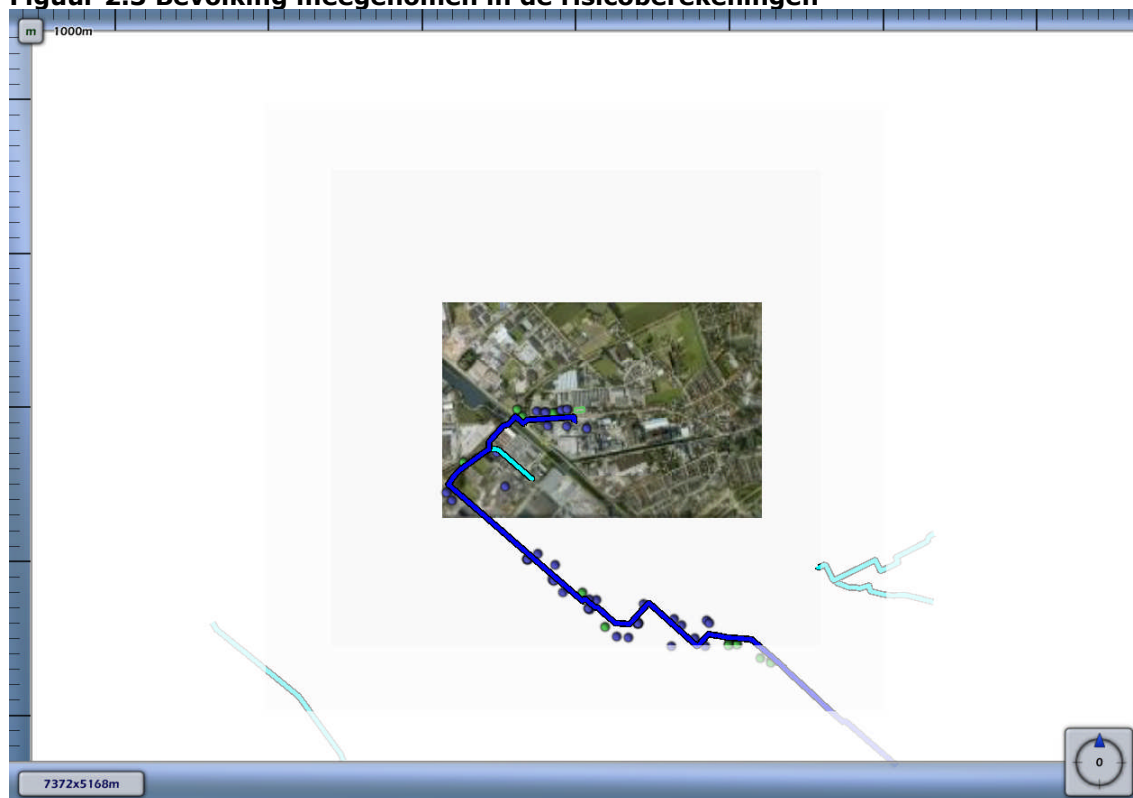 Figuur 2.3 Bevolking meegenomen in de risicoberekeningen
m
1000m
0
7372x5168m